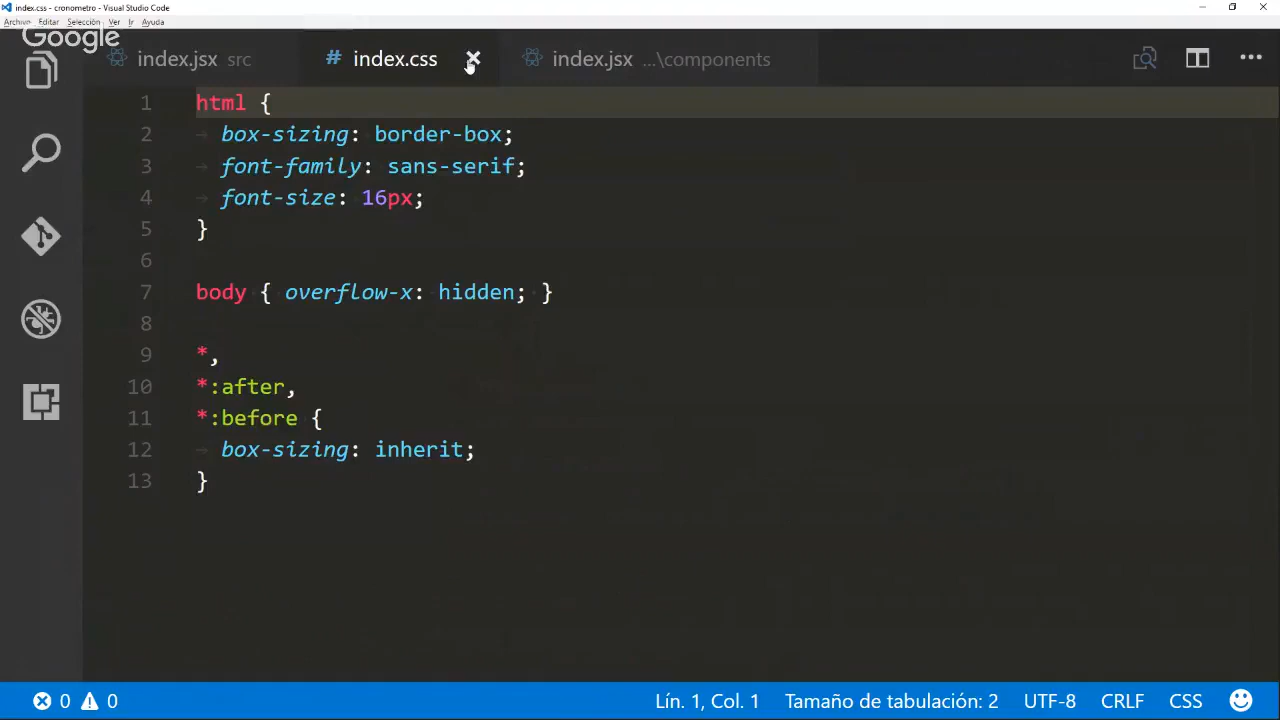 index.css - cronometro - Visual Studio Code
Archivo Editar Selección Ver Ir Ayuda
Google
index.jsx src # index.css index.jsx ...\components
1 html {
2 box-sizing: border-box;
3 font-family: sans-serif;
4 font-size: 16px;
5 }
6
7 body { overflow-x: hidden; }
8
9 *,
10 *:after,
11 *:before {
12 box-sizing: inherit;
13 }
0 0 Lín. 1, Col. 1 Tamaño de tabulación: 2 UTF-8 CRLF CSS